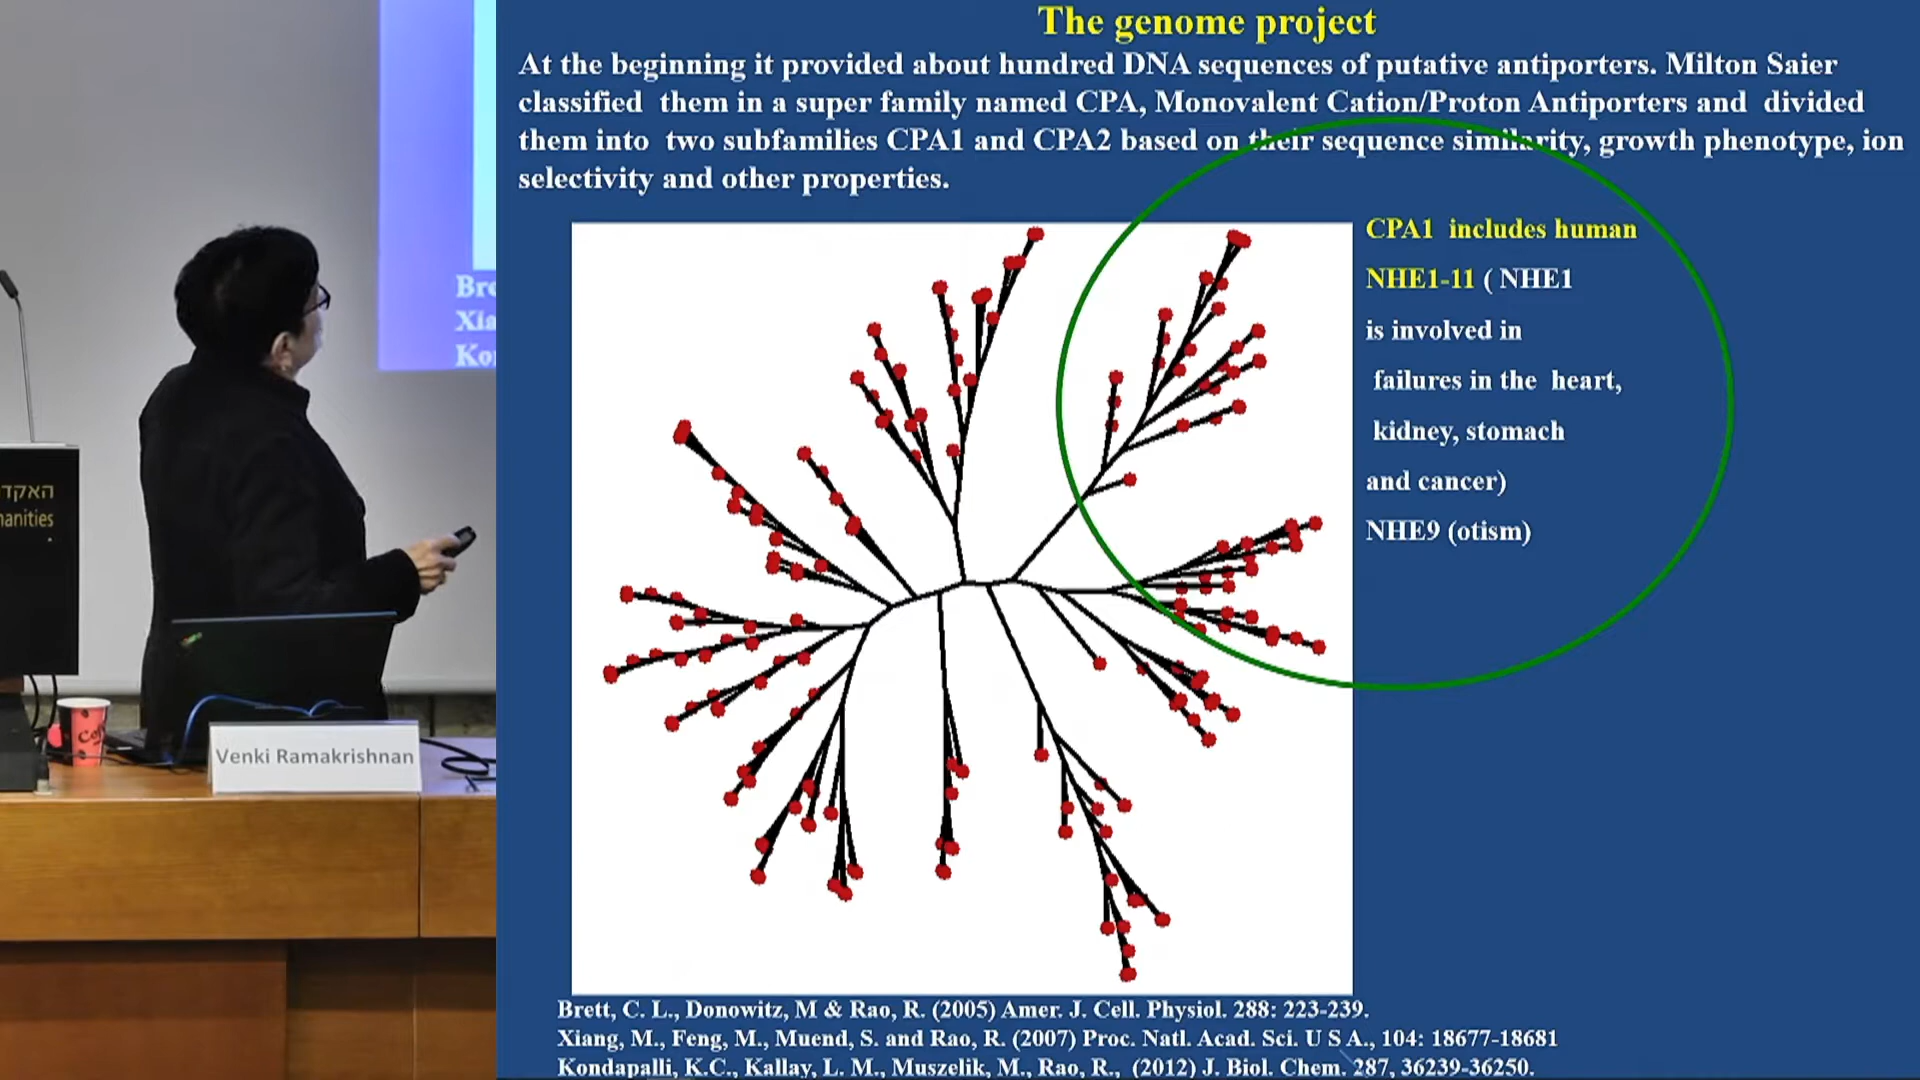 The genome project
At the beginning it provided about hundred DNA sequences of putative antiporters. Milton Saier
classified them in a super family named CPA, Monovalent Cation/Proton Antiporters and divided
them into two subfamilies CPA1 and CPA2 based on their sequence similarity, growth phenotype, ion
selectivity and other properties.
CPA1 includes human
NHE1-11 ( NHE1
is involved in
failures in the heart,
kidney, stomach
and cancer)
NHE9 (otism)
Brett, C. L., Donowitz, M & Rao, R. (2005) Amer. J. Cell. Physiol. 288: 223-239.
Xiang, M., Feng, M., Muend, S. and Rao, R. (2007) Proc. Natl. Acad. Sci. U S A., 104: 18677-18681
Kondapalli, K.C., Kallay, L. M., Muszelik, M., Rao, R., (2012) J. Biol. Chem. 287, 36239-36250.
Bre
Xia
Kon
האקד
manities
Venki Ramakrishnan